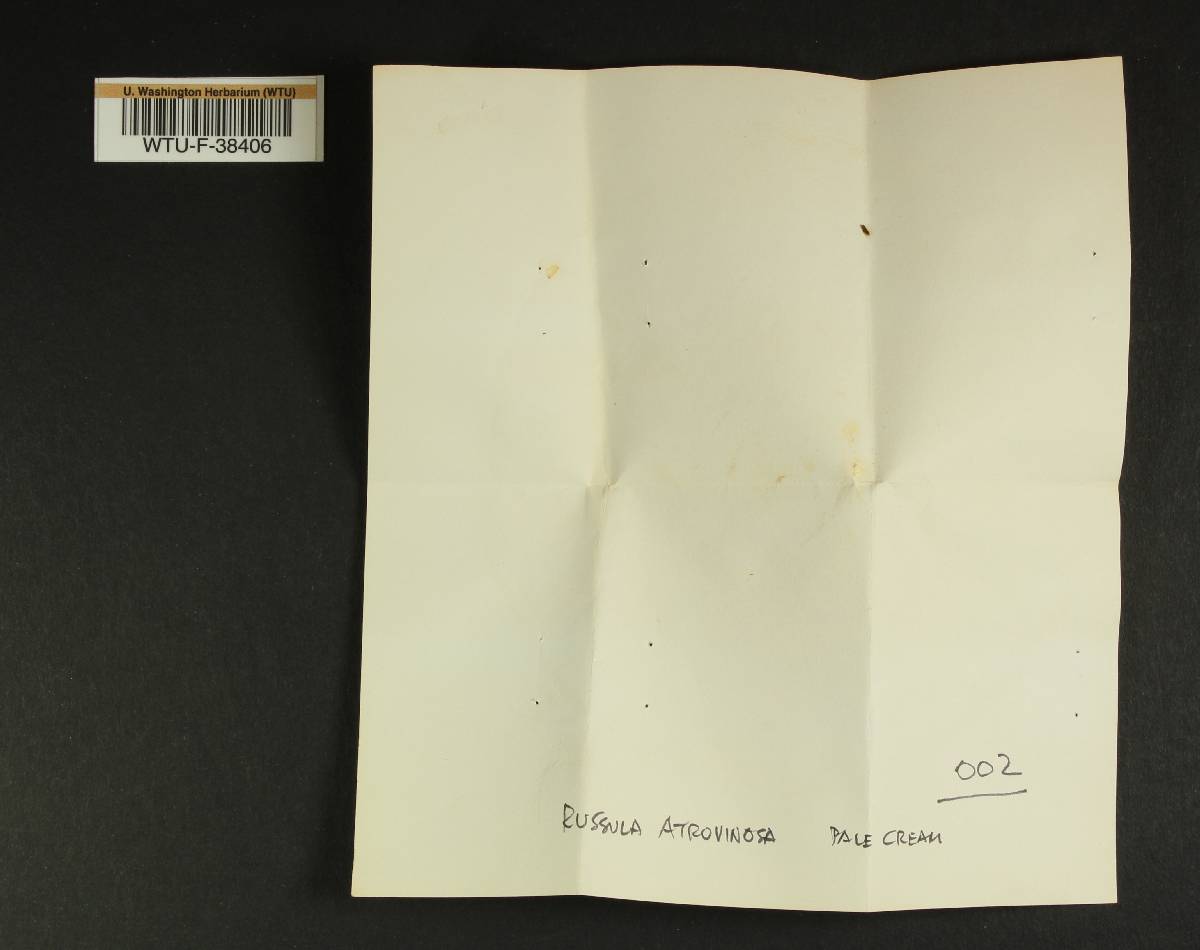 U. Washington Herbarium (WTU)
WTU-F-38406
002
RUSSULA ATROVINOSA PALE CREAM